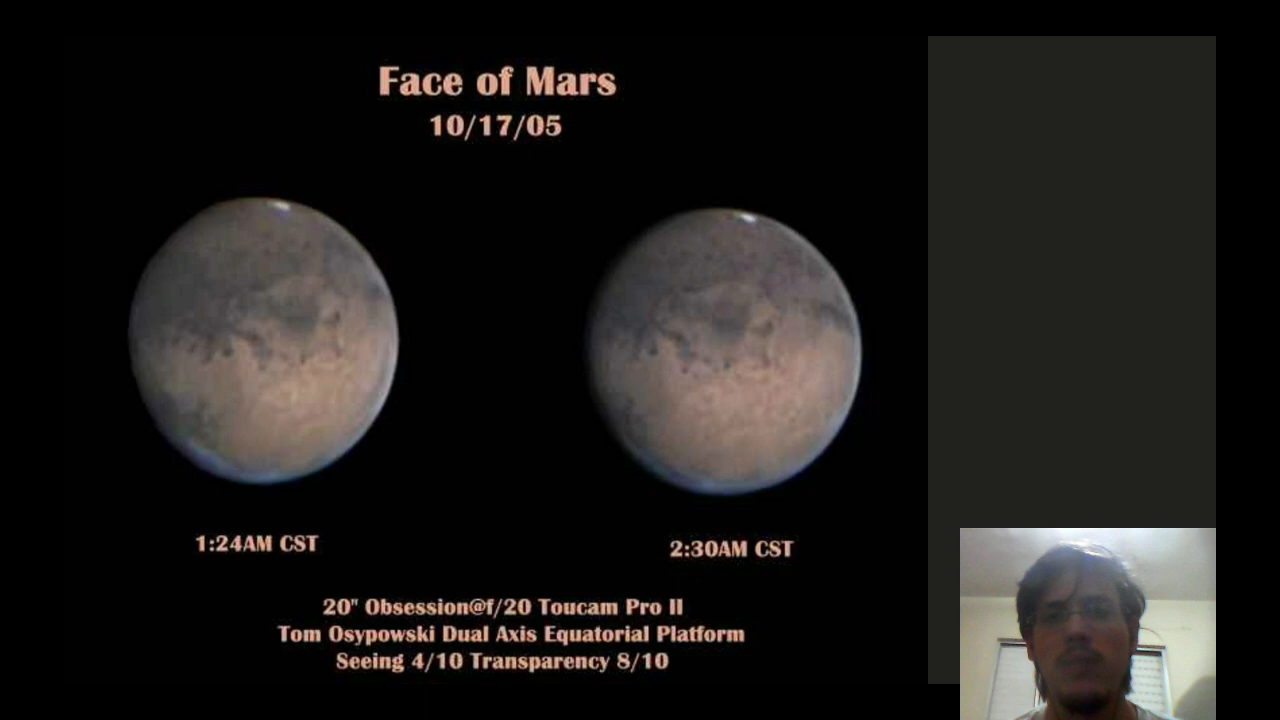 Face of Mars
10/17/05
1:24AM CST
2:30AM CST
20" Obsession@f/20 Toucam Pro II
Tom Osypowski Dual Axis Equatorial Platform
Seeing 4/10 Transparency 8/10